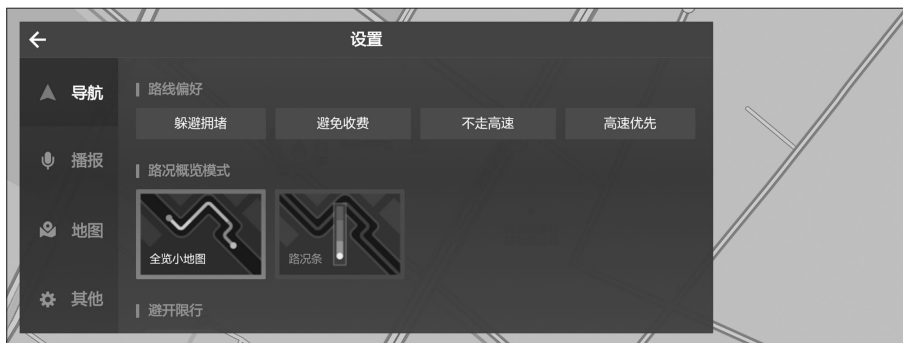 设置
导航
路线偏好
躲避拥堵 避免收费 不走高速 高速优先
播报
路况概览模式
地图
全览小地图 路况条
其他
避开限行